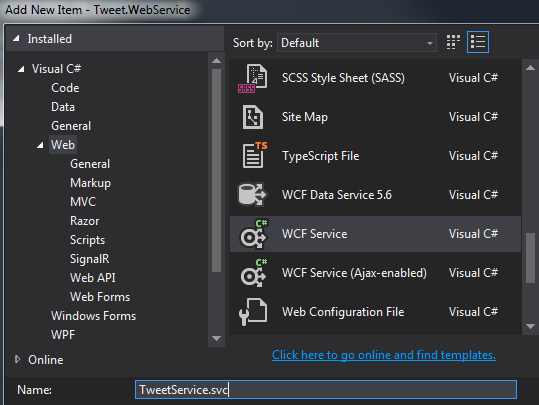 Add New Item - Tweet.WebService
Installed
Sort by: Default
Visual C#
Code
Data
General
Web
General
Markup
MVC
Razor
Scripts
SignalR
Web API
Web Forms
Windows Forms
WPF
Online
SASS SCSS Style Sheet (SASS) Visual C#
Site Map Visual C#
TS TypeScript File Visual C#
WCF Data Service 5.6 Visual C#
C# WCF Service Visual C#
C# WCF Service (Ajax-enabled) Visual C#
Web Configuration File Visual C#
Click here to go online and find templates.
Name: TweetService.svc